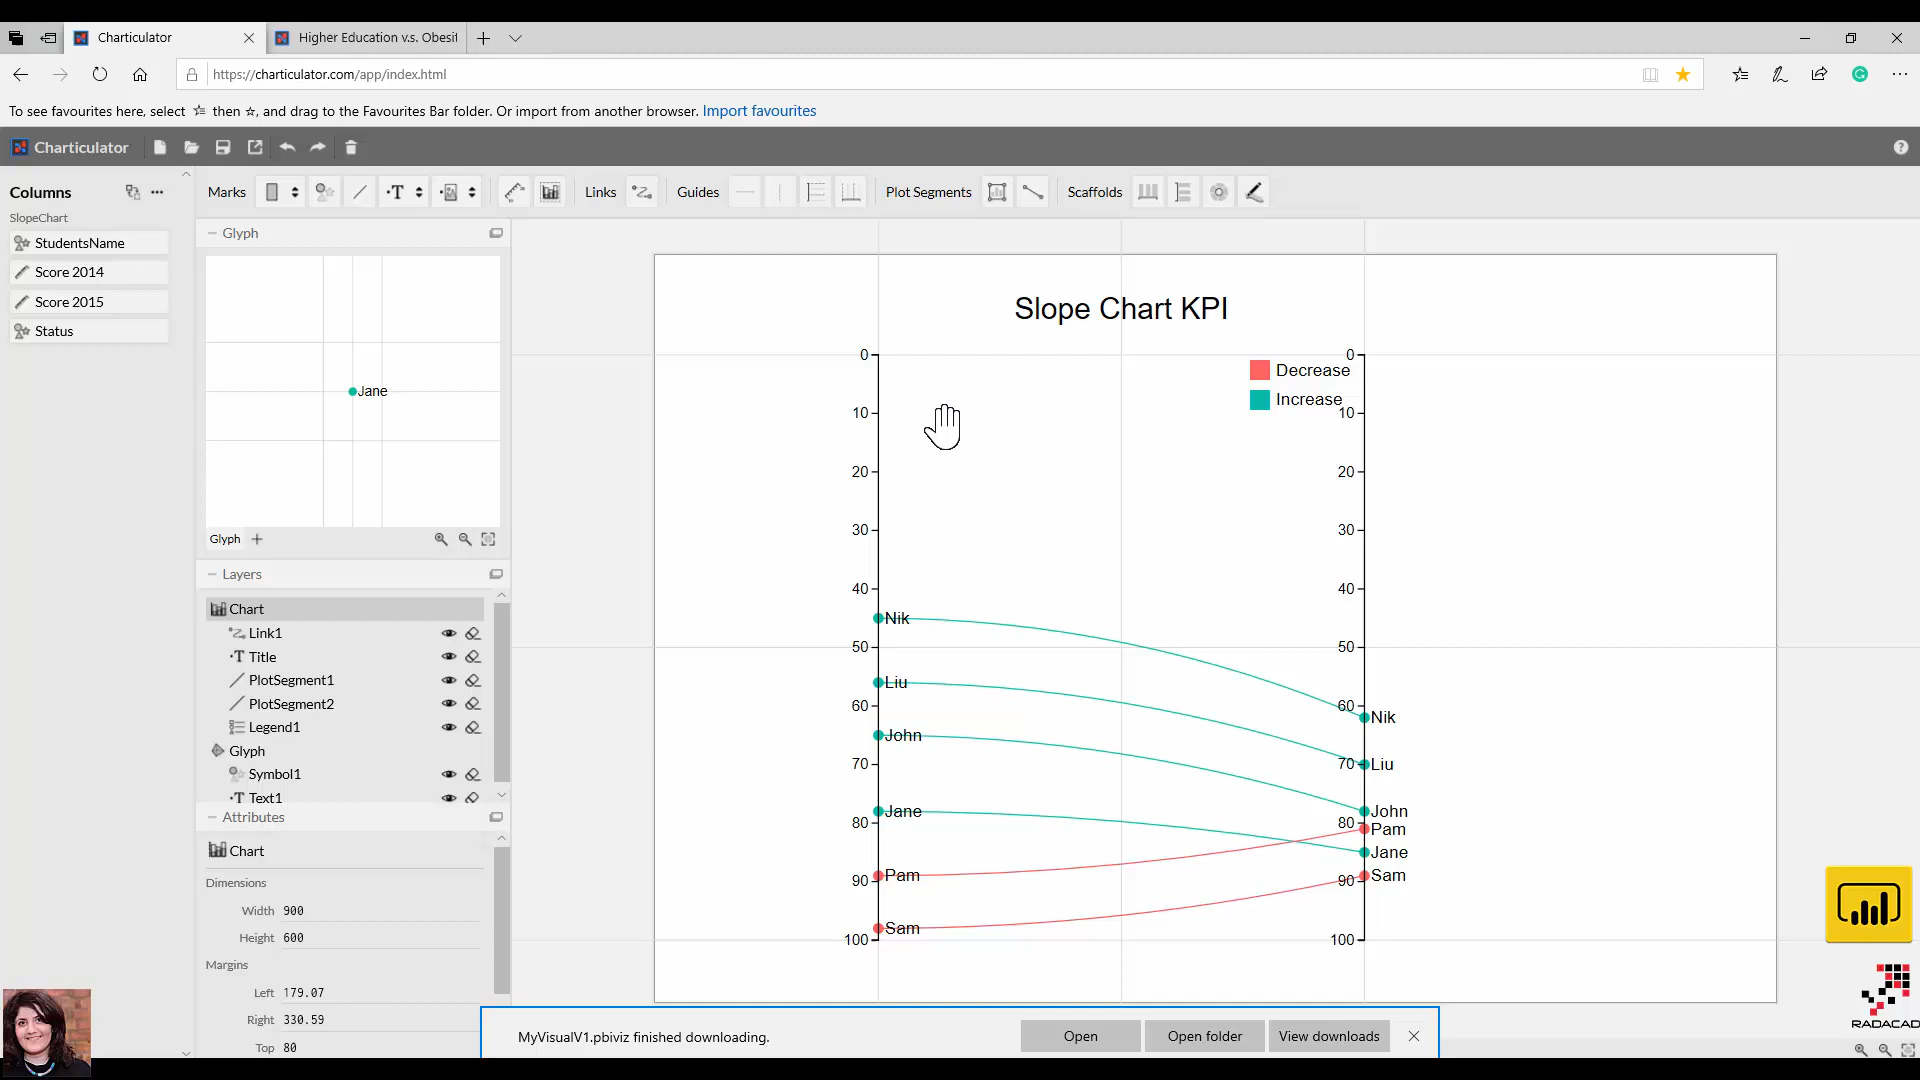 Charticulator
Higher Education v.s. Obesit
https://charticulator.com/app/index.html
To see favourites here, select ☆ then ☆, and drag to the Favourites Bar folder. Or import from another browser. Import favourites
Charticulator
Columns
SlopeChart
StudentsName
Score 2014
Score 2015
Status
Marks
Links
Guides
Plot Segments
Scaffolds
Glyph
Jane
Glyph
Layers
Chart
Link1
Title
PlotSegment1
PlotSegment2
Legend1
Glyph
Symbol1
Text1
Attributes
Chart
Dimensions
Width 900
Height 600
Margins
Left 179.07
Right 330.59
Top 80
Slope Chart KPI
Decrease
Increase
0
10
20
30
40
50
60
70
80
90
100
Nik
Liu
John
Jane
Pam
Sam
0
10
20
30
40
50
60
70
80
90
100
Nik
Liu
John
Pam
Jane
Sam
MyVisualV1.pbiviz finished downloading.
Open
Open folder
View downloads
RADACAD